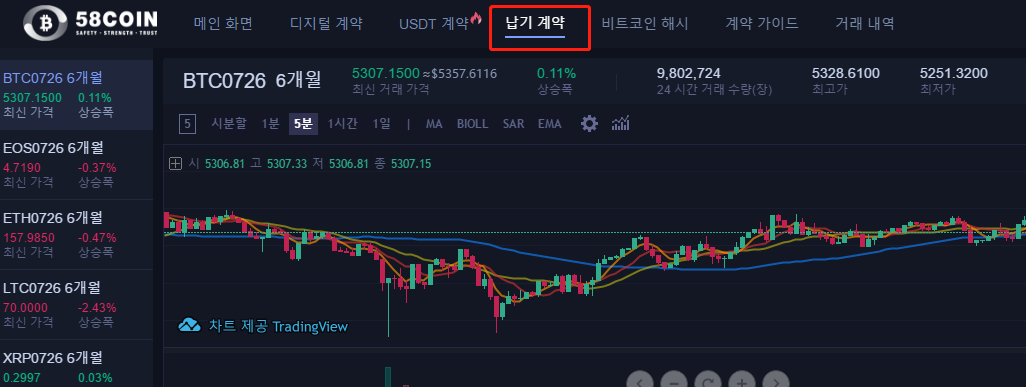 58COIN
SAFETY · STRENGTH · TRUST
메인 화면 디지털 계약 USDT 계약 납기 계약 비트코인 해시 계약 가이드 거래 내역
BTC0726 6개월
5307.1500 0.11%
최신 가격 상승폭
EOS0726 6개월
4.7190 -0.37%
최신 가격 상승폭
ETH0726 6개월
157.9850 -0.47%
최신 가격 상승폭
LTC0726 6개월
70.0000 -2.43%
최신 가격 상승폭
XRP0726 6개월
0.2997 0.03%
BTC0726 6개월
5307.1500 ≈$5357.6116
최신 거래 가격
0.11%
상승폭
9,802,724
24 시간 거래 수량(장)
5328.6100
최고가
5251.3200
최저가
5 시분할 1분 5분 1시간 1일 | MA BIOLL SAR EMA
시 5306.81 고 5307.33 저 5306.81 종 5307.15
차트 제공 TradingView